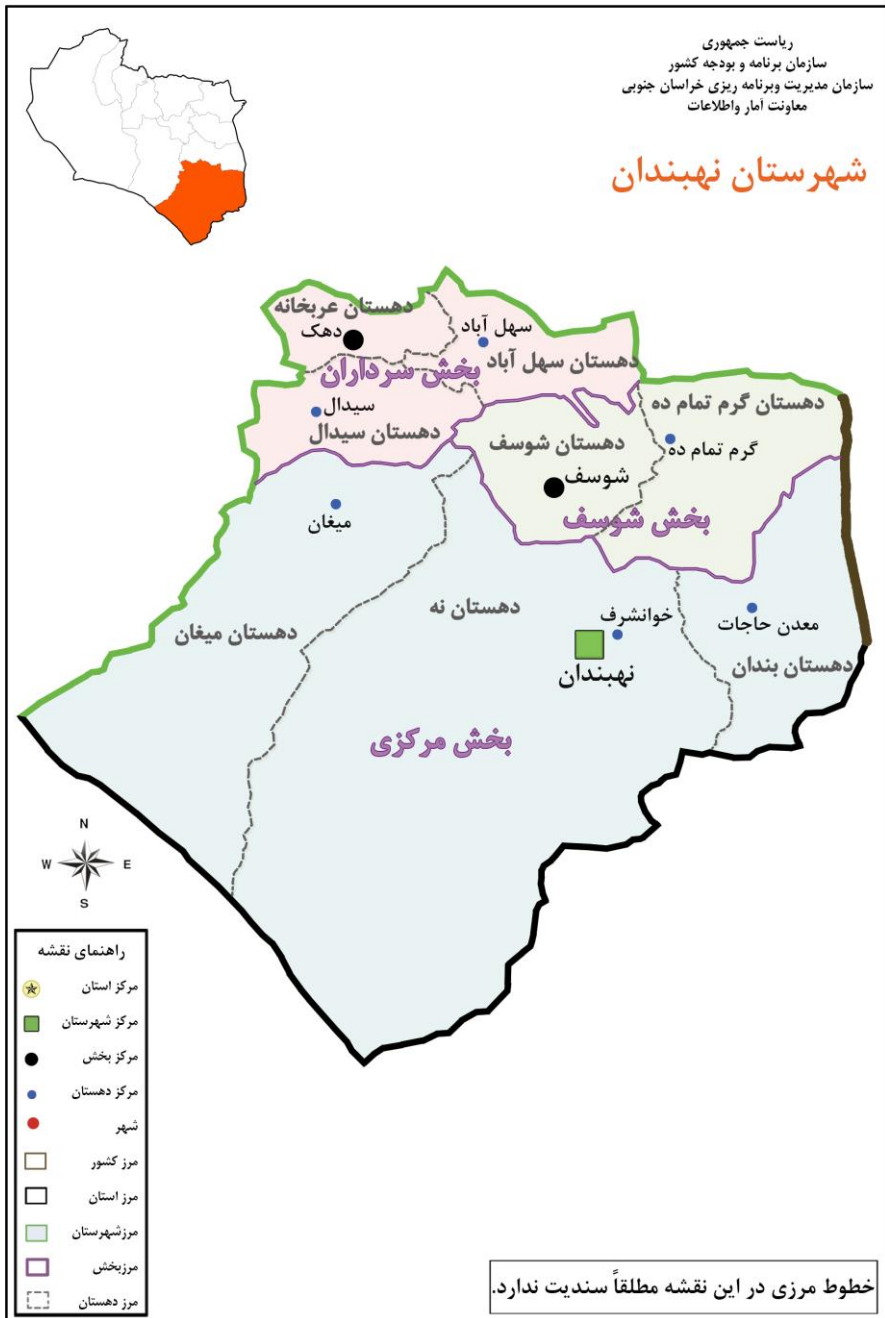 ریاست جمهوری
سازمان برنامه و بودجه کشور
سازمان مدیریت وبرنامه ریزی خراسان جنوبی
معاونت آمار واطلاعات
شهرستان نهبندان
دهستان عربخانه
دهک
سهل آباد
دهستان سهل آباد
بخش سرداران
سیدال
دهستان سیدال
دهستان گرم تمام ده
گرم تمام ده
دهستان شوسف
شوسف
بخش شوسف
میغان
دهستان میغان
دهستان نه
خوانشرف
نهبندان
معدن حاجات
دهستان بندان
بخش مرکزی
N
W E
S
راهنمای نقشه
مرکز استان
مرکز شهرستان
مرکز بخش
مرکز دهستان
شهر
مرز کشور
مرز استان
مرزشهرستان
مرزبخش
مرز دهستان
خطوط مرزی در این نقشه مطلقاً سندیت ندارد.